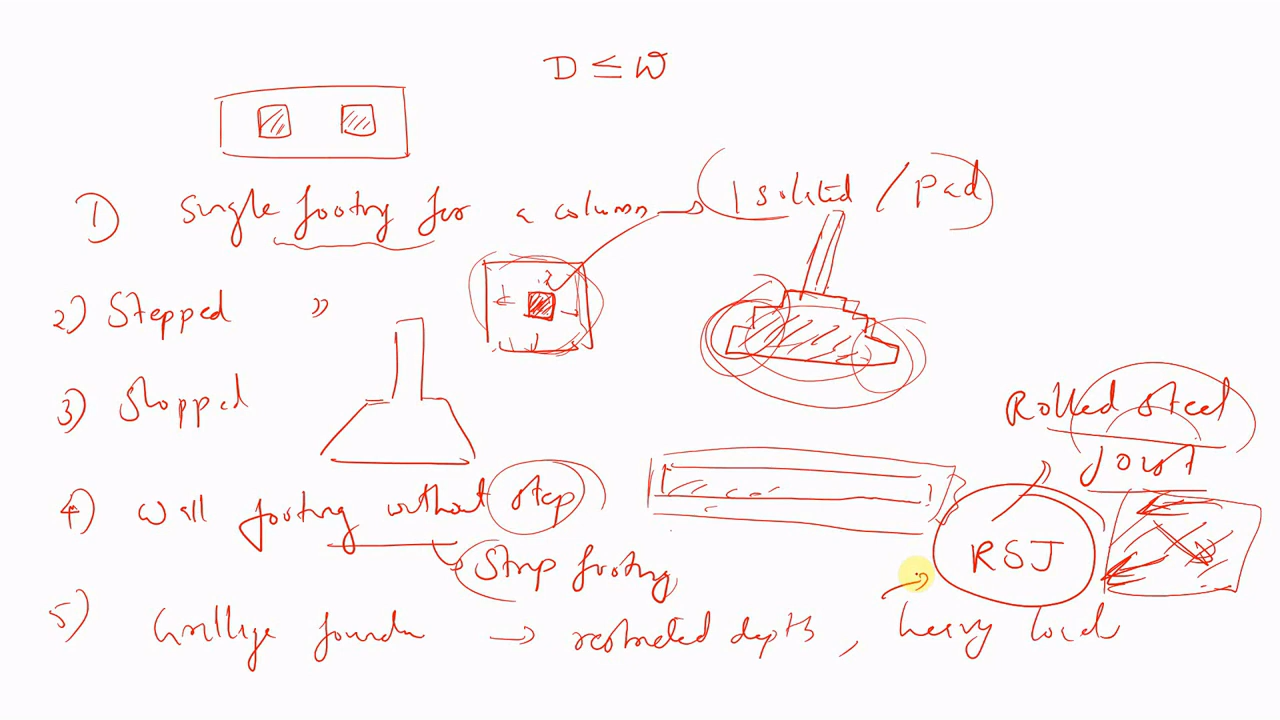 D ≤ W
1) Single footing for a column
Isolated / Pad
2) Stepped "
3) Slopped
Rolled Steel
Joist
4) Wall footing without step
Strip footing
RSJ
5) Grillage founda → restricted depth, heavy load